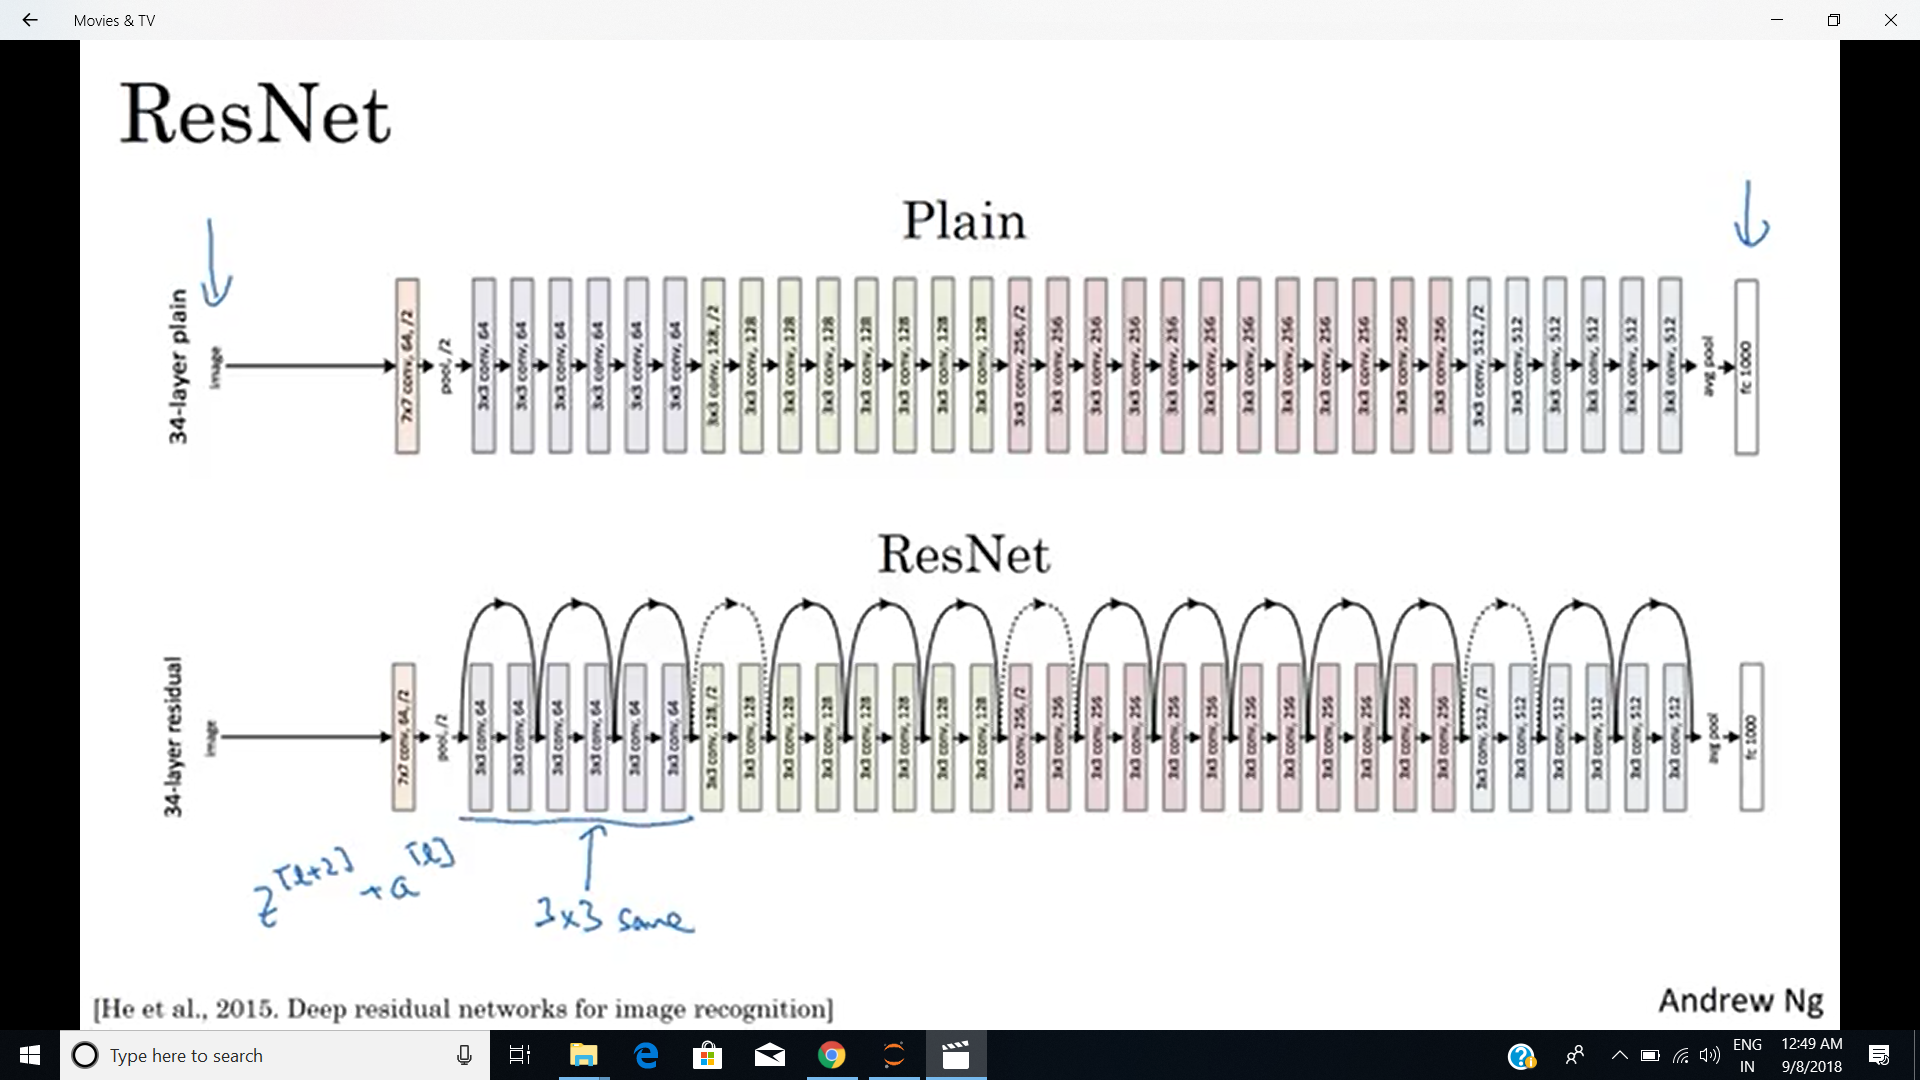 Movies & TV
ResNet
Plain
34-layer plain
image
7x7 conv, 64, /2
pool, /2
3x3 conv, 64
3x3 conv, 64
3x3 conv, 64
3x3 conv, 64
3x3 conv, 64
3x3 conv, 64
3x3 conv, 128, /2
3x3 conv, 128
3x3 conv, 128
3x3 conv, 128
3x3 conv, 128
3x3 conv, 128
3x3 conv, 128
3x3 conv, 128
3x3 conv, 256, /2
3x3 conv, 256
3x3 conv, 256
3x3 conv, 256
3x3 conv, 256
3x3 conv, 256
3x3 conv, 256
3x3 conv, 256
3x3 conv, 256
3x3 conv, 256
3x3 conv, 256
3x3 conv, 256
3x3 conv, 512, /2
3x3 conv, 512
3x3 conv, 512
3x3 conv, 512
3x3 conv, 512
3x3 conv, 512
avg pool
fc 1000
ResNet
34-layer residual
image
7x7 conv, 64, /2
pool, /2
3x3 conv, 64
3x3 conv, 64
3x3 conv, 64
3x3 conv, 64
3x3 conv, 64
3x3 conv, 64
3x3 conv, 128, /2
3x3 conv, 128
3x3 conv, 128
3x3 conv, 128
3x3 conv, 128
3x3 conv, 128
3x3 conv, 128
3x3 conv, 128
3x3 conv, 256, /2
3x3 conv, 256
3x3 conv, 256
3x3 conv, 256
3x3 conv, 256
3x3 conv, 256
3x3 conv, 256
3x3 conv, 256
3x3 conv, 256
3x3 conv, 256
3x3 conv, 256
3x3 conv, 256
3x3 conv, 512, /2
3x3 conv, 512
3x3 conv, 512
3x3 conv, 512
3x3 conv, 512
3x3 conv, 512
avg pool
fc 1000
z^[l+2] + a^[l]
3x3 same
[He et al., 2015. Deep residual networks for image recognition]
Andrew Ng
Type here to search
ENG
IN
12:49 AM
9/8/2018